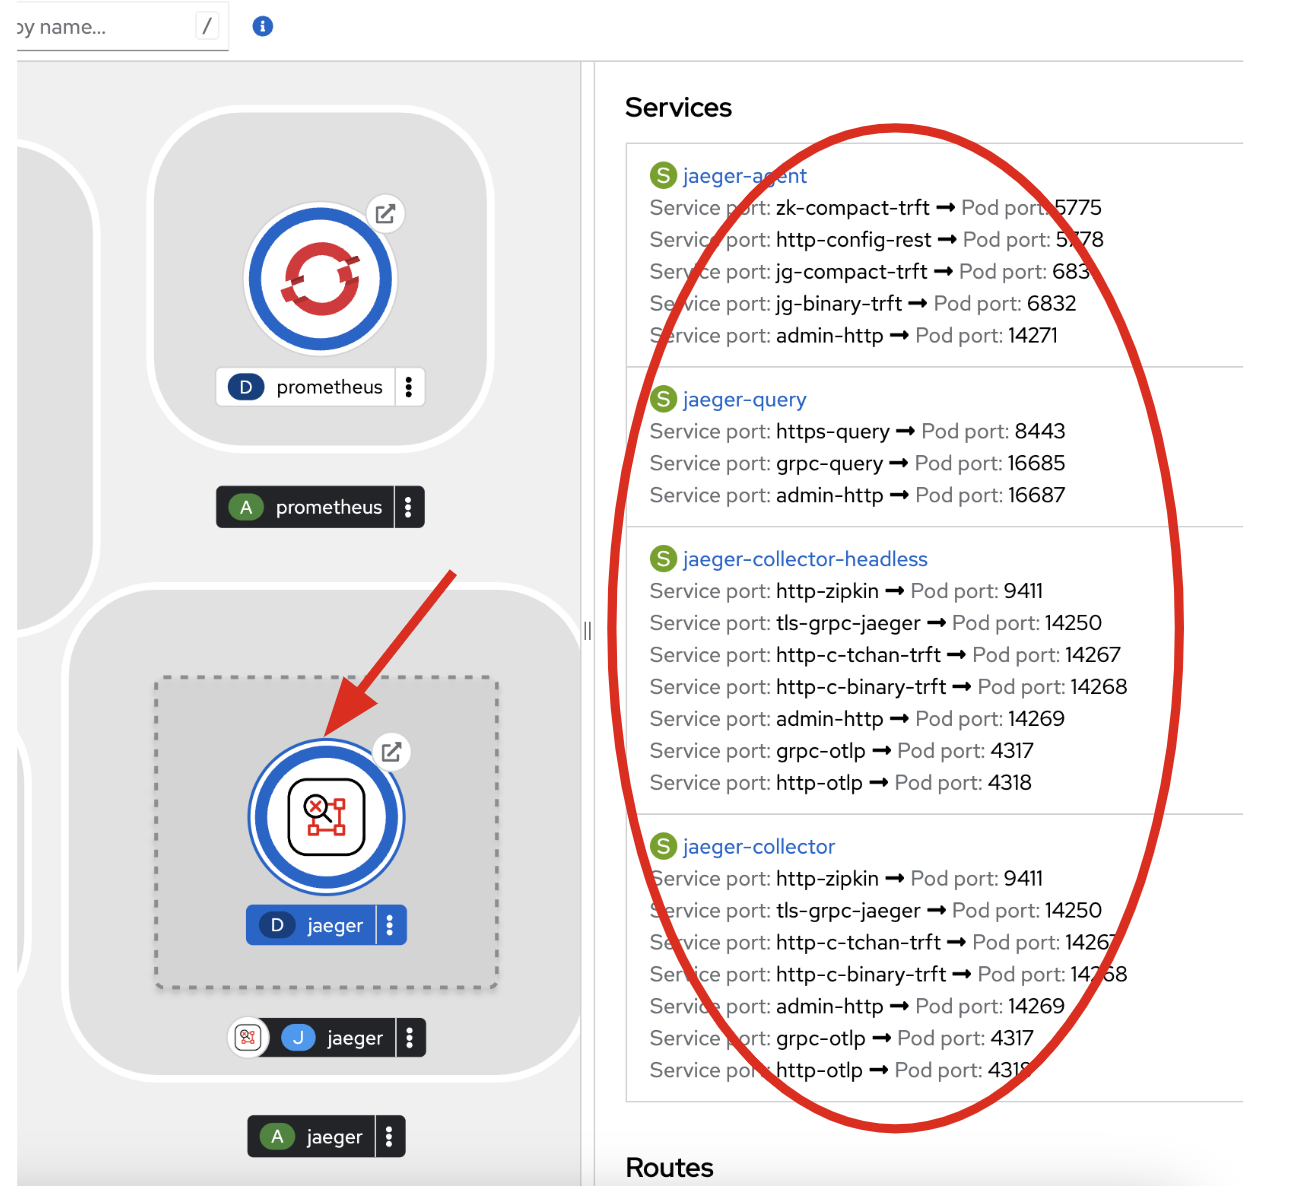 by name...
/
i
Services
S jaeger-agent
Service port: zk-compact-trft → Pod port: 5775
Service port: http-config-rest → Pod port: 5778
Service port: jg-compact-trft → Pod port: 683
Service port: jg-binary-trft → Pod port: 6832
Service port: admin-http → Pod port: 14271
S jaeger-query
Service port: https-query → Pod port: 8443
Service port: grpc-query → Pod port: 16685
Service port: admin-http → Pod port: 16687
S jaeger-collector-headless
Service port: http-zipkin → Pod port: 9411
Service port: tls-grpc-jaeger → Pod port: 14250
Service port: http-c-tchan-trft → Pod port: 14267
Service port: http-c-binary-trft → Pod port: 14268
Service port: admin-http → Pod port: 14269
Service port: grpc-otlp → Pod port: 4317
Service port: http-otlp → Pod port: 4318
S jaeger-collector
Service port: http-zipkin → Pod port: 9411
Service port: tls-grpc-jaeger → Pod port: 14250
Service port: http-c-tchan-trft → Pod port: 14267
Service port: http-c-binary-trft → Pod port: 14268
Service port: admin-http → Pod port: 14269
Service port: grpc-otlp → Pod port: 4317
Service port: http-otlp → Pod port: 4318
Routes
D prometheus
A prometheus
D jaeger
J jaeger
A jaeger